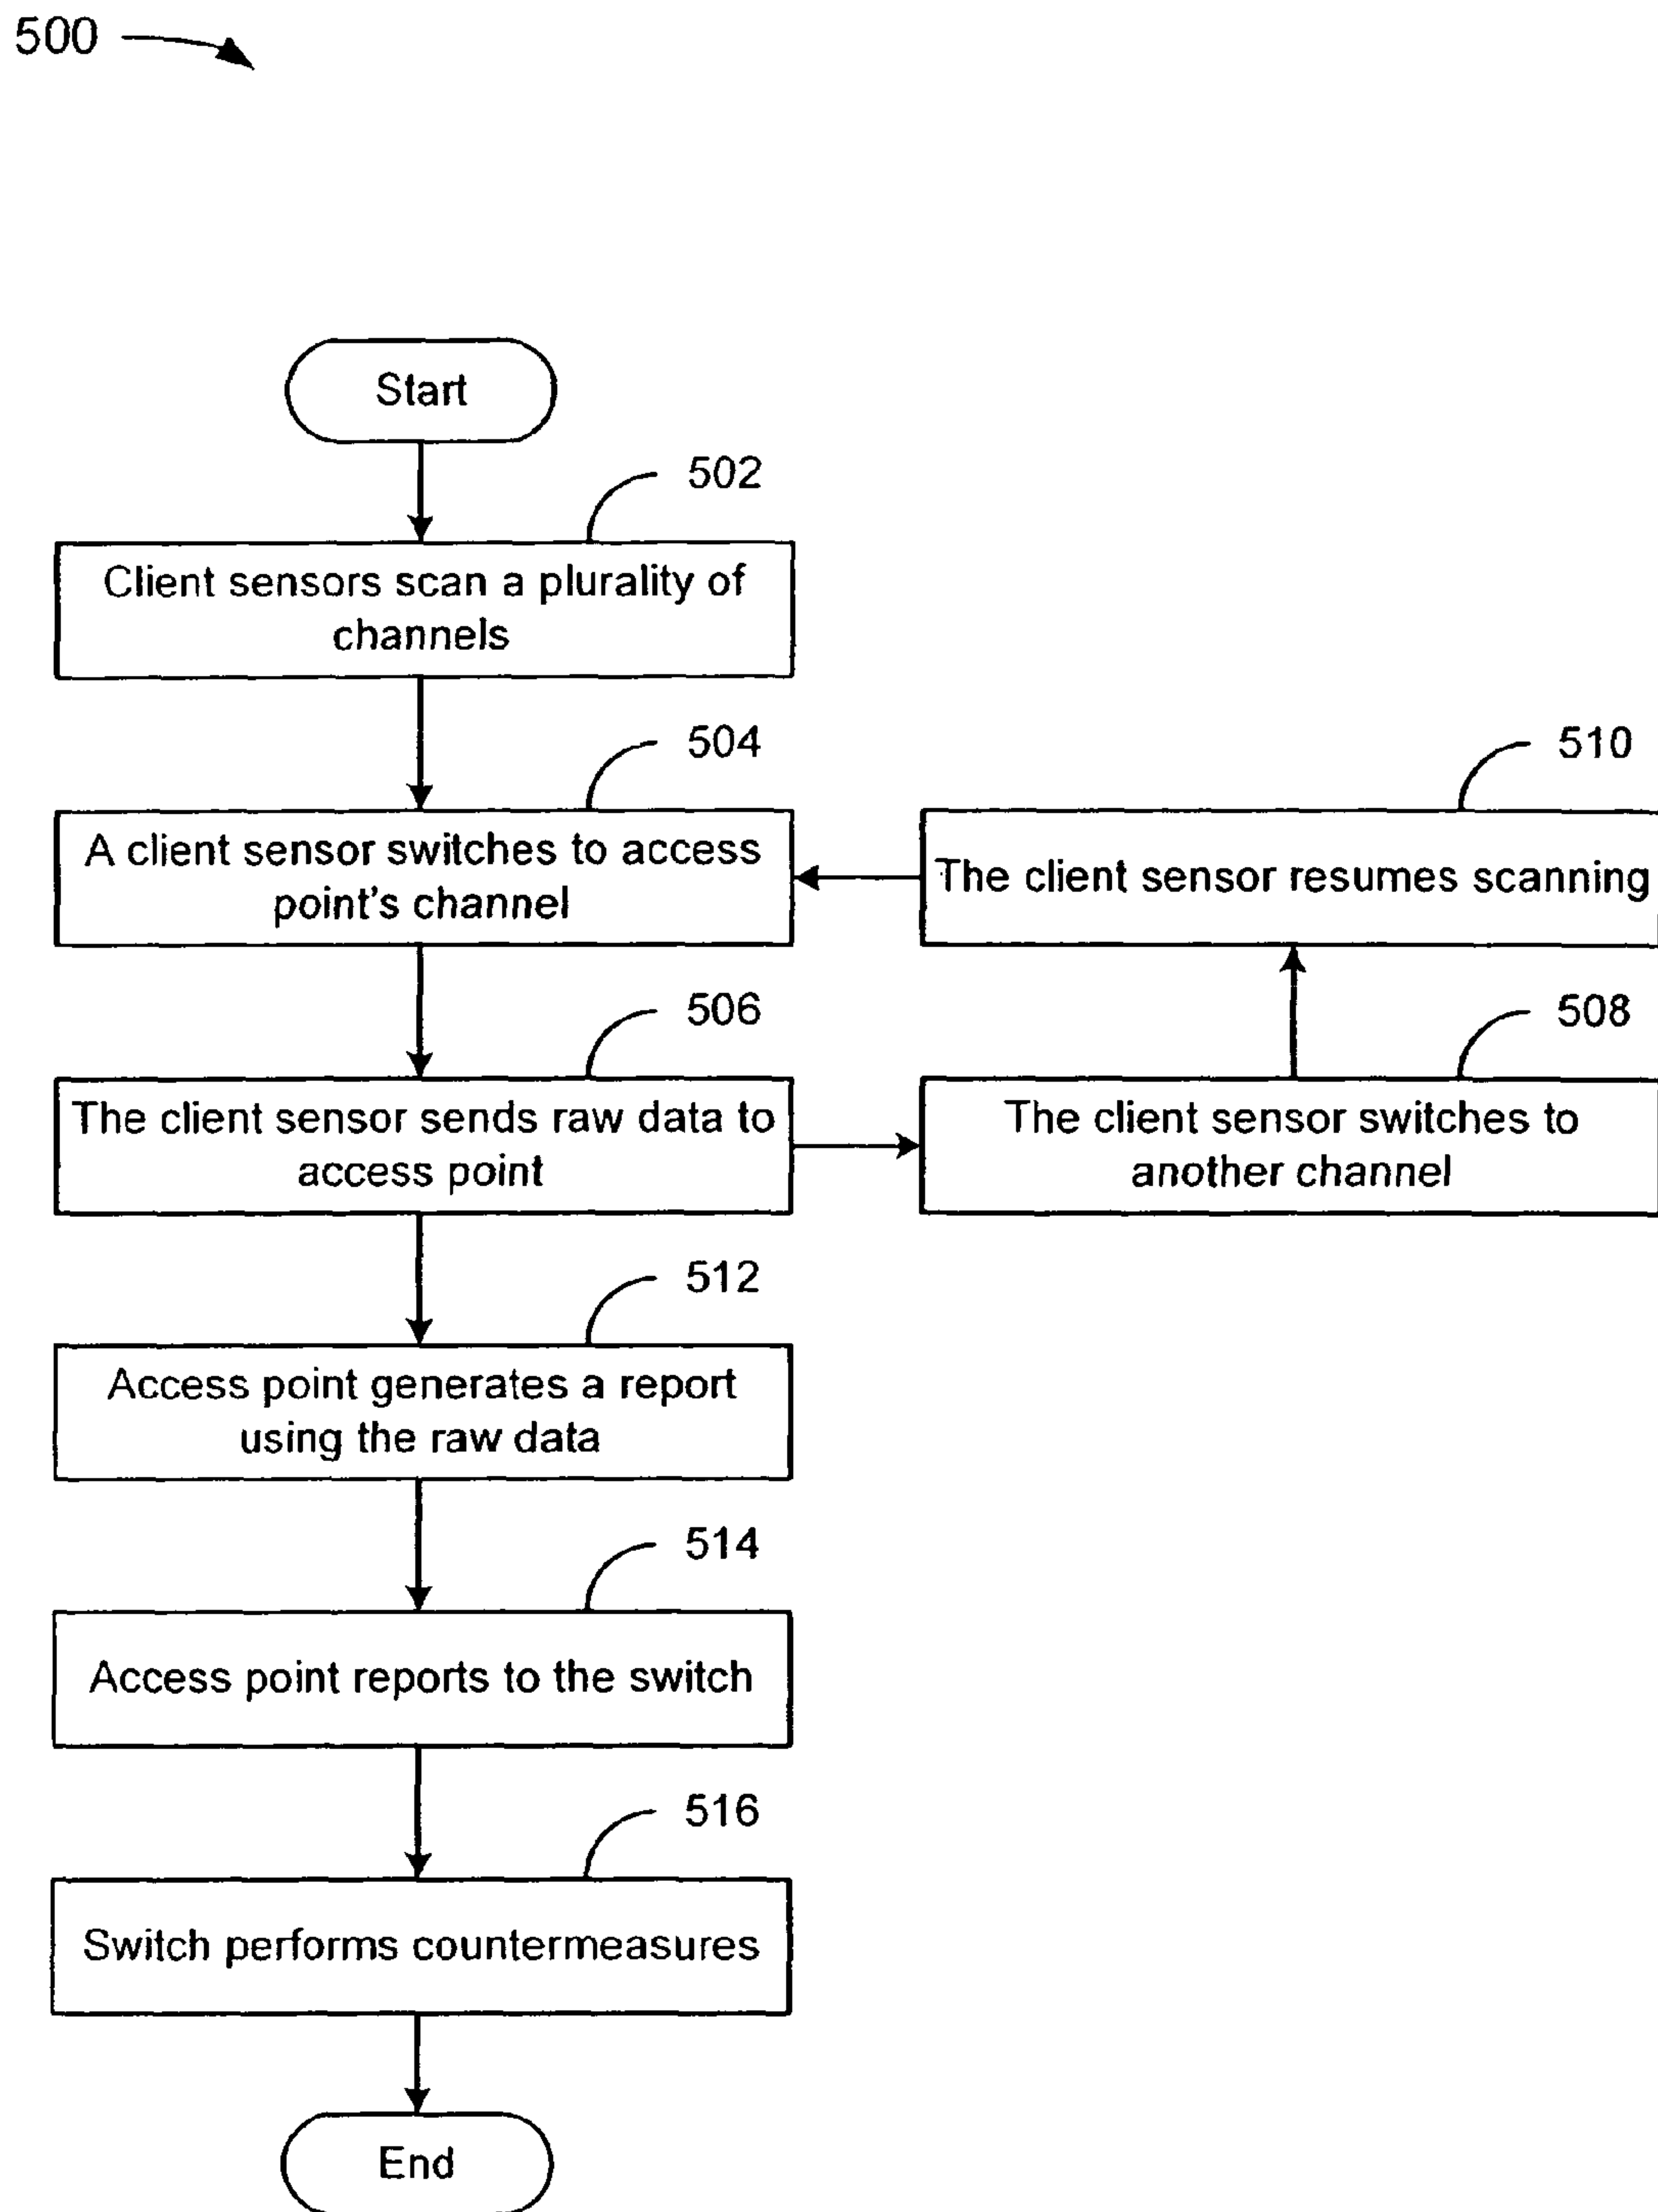 500
Start
502
Client sensors scan a plurality of
channels
504
A client sensor switches to access
point's channel
510
The client sensor resumes scanning
506
The client sensor sends raw data to
access point
508
The client sensor switches to
another channel
512
Access point generates a report
using the raw data
514
Access point reports to the switch
516
Switch performs countermeasures
End